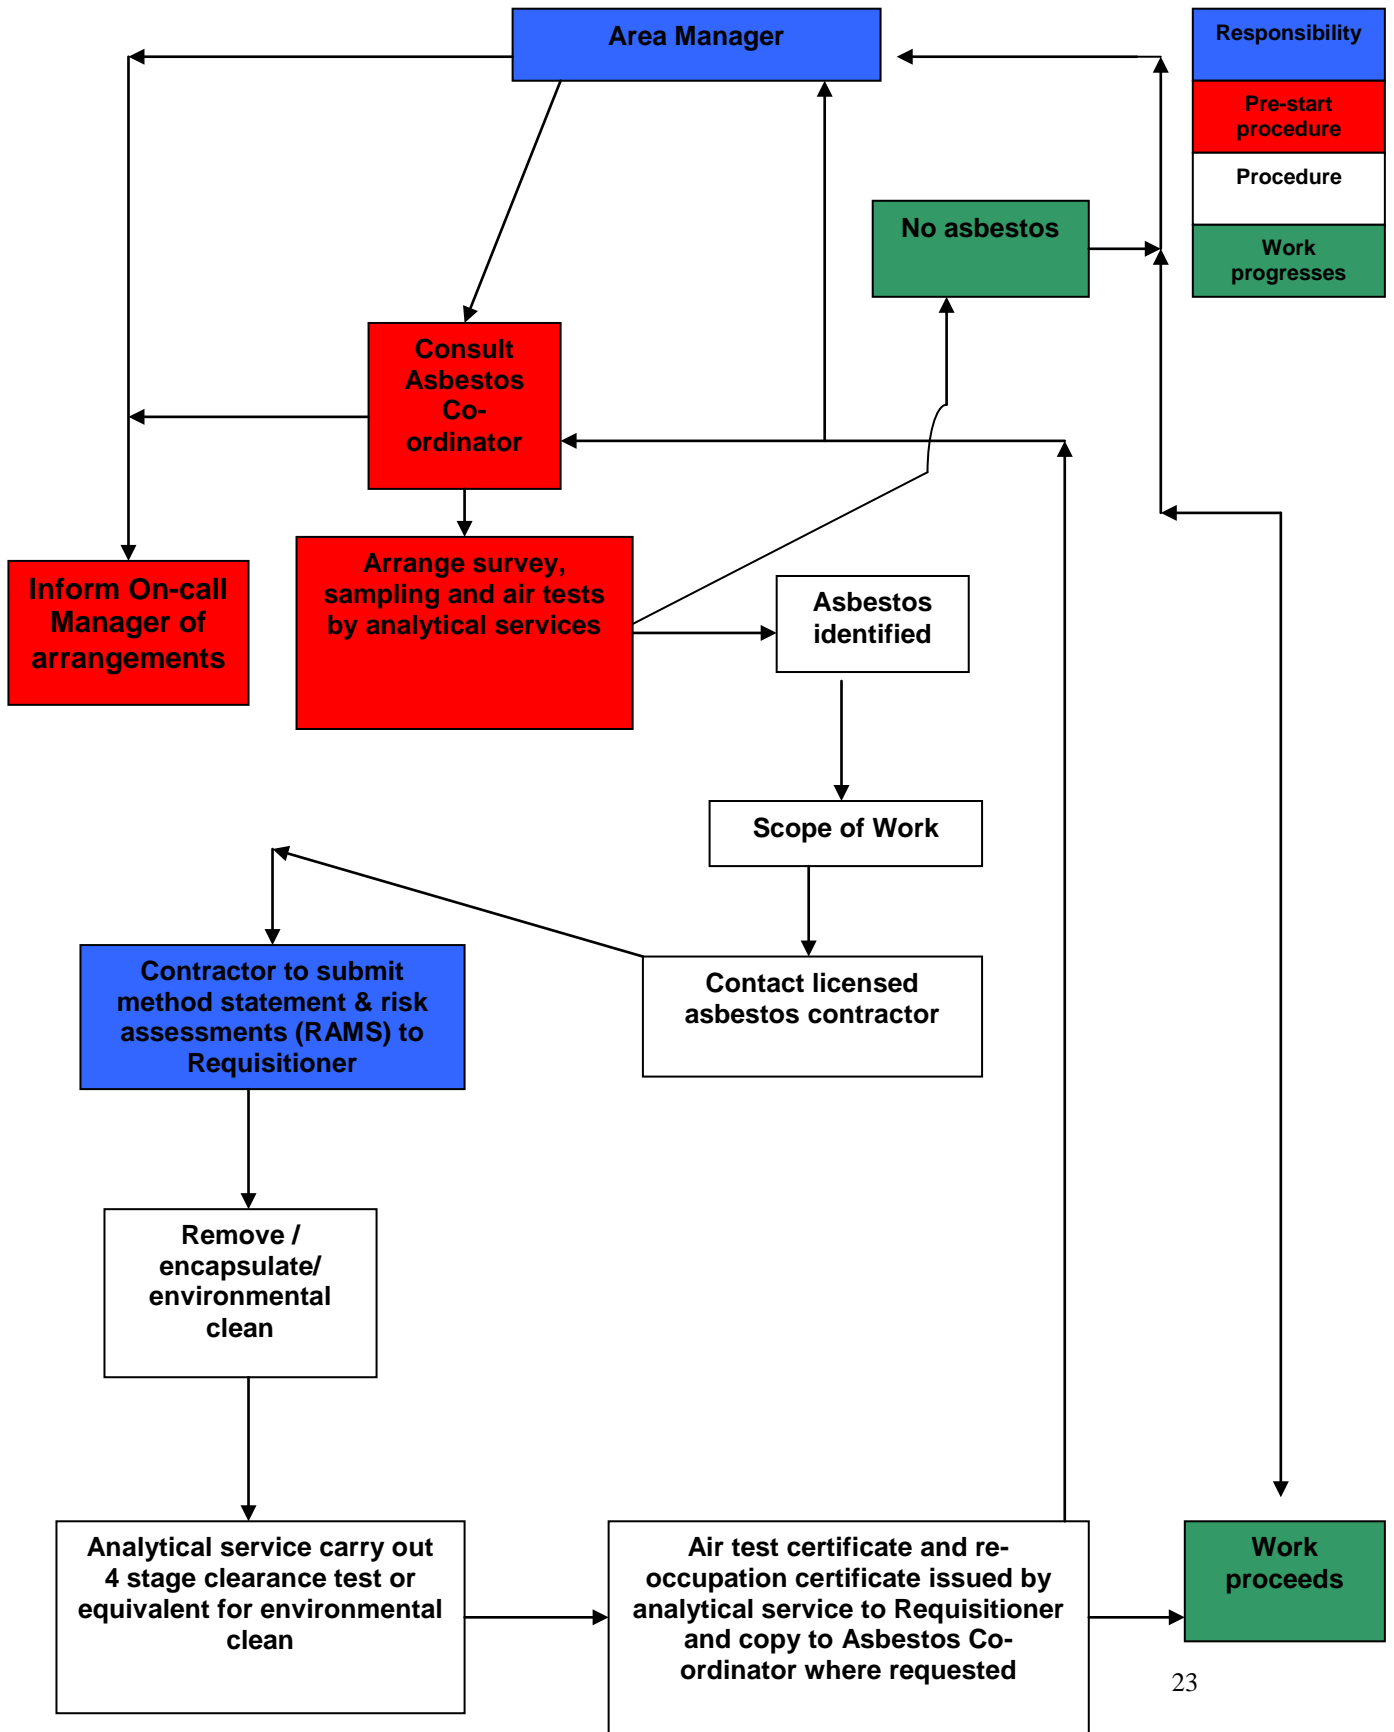 Area Manager
Responsibility
Pre-start
procedure
Procedure
Work
progresses
No asbestos
Consult
Asbestos
Co-
ordinator
Inform On-call
Manager of
arrangements
Arrange survey,
sampling and air tests
by analytical services
Asbestos
identified
Scope of Work
Contractor to submit
method statement & risk
assessments (RAMS) to
Requisitioner
Contact licensed
asbestos contractor
Remove /
encapsulate/
environmental
clean
Analytical service carry out
4 stage clearance test or
equivalent for environmental
clean
Air test certificate and re-
occupation certificate issued by
analytical service to Requisitioner
and copy to Asbestos Co-
ordinator where requested
Work
proceeds
23